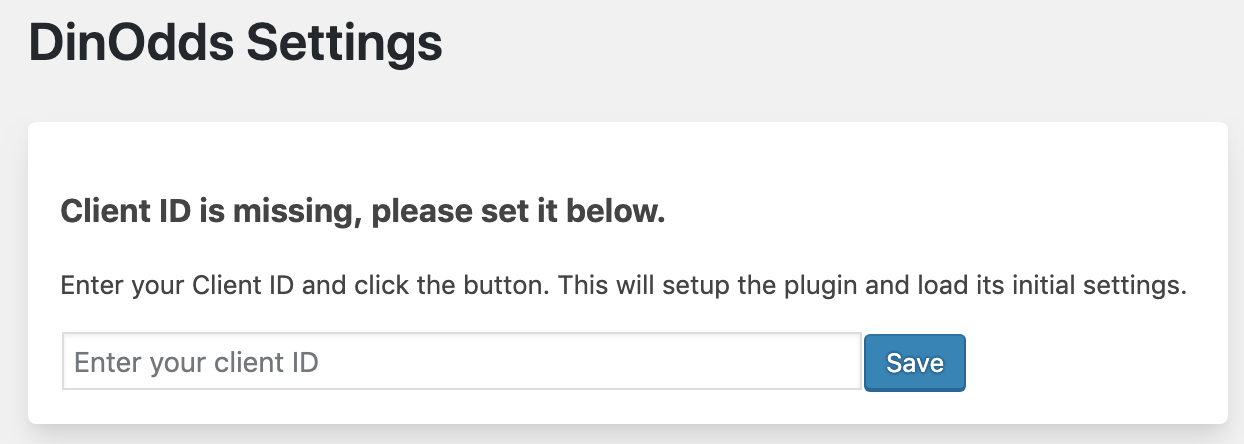 DinOdds Settings
Client ID is missing, please set it below.
Enter your Client ID and click the button. This will setup the plugin and load its initial settings.
Enter your client ID
Save